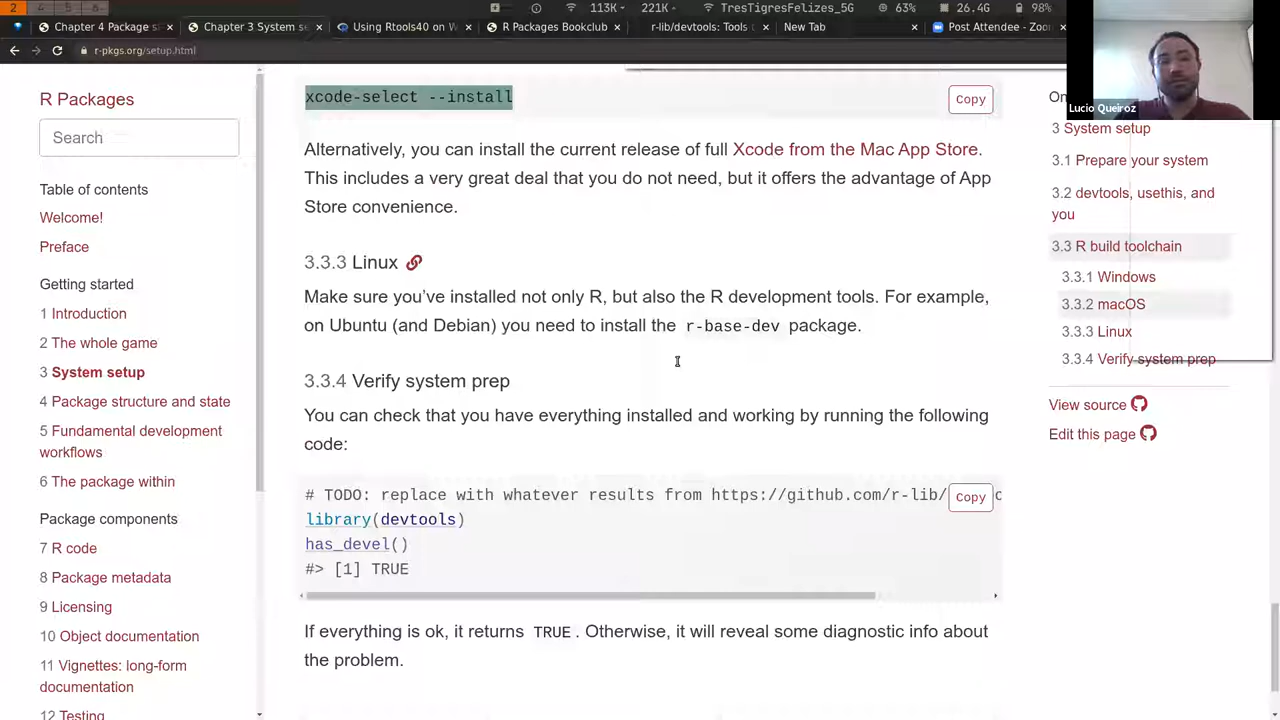 2
113K
221K
TresTigresFelizes_5G
63%
26.4G
98%
Chapter 4 Package s
Chapter 3 System se
Using Rtools40 on W
R Packages Bookclub
r-lib/devtools: Tools t
New Tab
Post Attendee - Zoom
r-pkgs.org/setup.html
Lucio Queiroz
R Packages
Search
Table of contents
Welcome!
Preface
Getting started
1 Introduction
2 The whole game
3 System setup
4 Package structure and state
5 Fundamental development
workflows
6 The package within
Package components
7 R code
8 Package metadata
9 Licensing
10 Object documentation
11 Vignettes: long-form
documentation
12 Testing
xcode-select --install
Copy
Alternatively, you can install the current release of full Xcode from the Mac App Store.
This includes a very great deal that you do not need, but it offers the advantage of App
Store convenience.
3.3.3 Linux
Make sure you've installed not only R, but also the R development tools. For example,
on Ubuntu (and Debian) you need to install the r-base-dev package.
3.3.4 Verify system prep
You can check that you have everything installed and working by running the following
code:
# TODO: replace with whatever results from https://github.com/r-lib/
Copy
library(devtools)
has_devel()
#> [1] TRUE
If everything is ok, it returns TRUE. Otherwise, it will reveal some diagnostic info about
the problem.
On
3 System setup
3.1 Prepare your system
3.2 devtools, usethis, and
you
3.3 R build toolchain
3.3.1 Windows
3.3.2 macOS
3.3.3 Linux
3.3.4 Verify system prep
View source
Edit this page